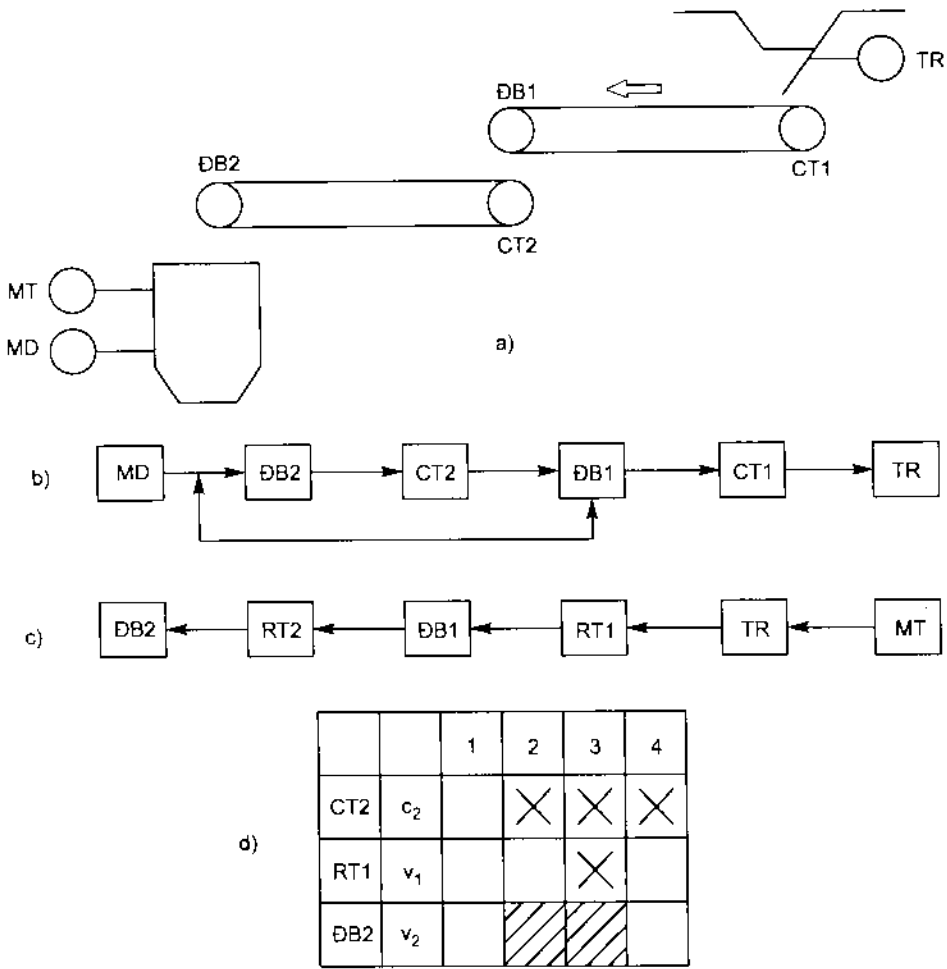 TR
ĐB1
CT1
ĐB2
CT2
MT
MD
a)
b) MD ĐB2 CT2 ĐB1 CT1 TR
c) ĐB2 RT2 ĐB1 RT1 TR MT
d)
1 2 3 4
CT2 c₂
RT1 v₁
ĐB2 v₂